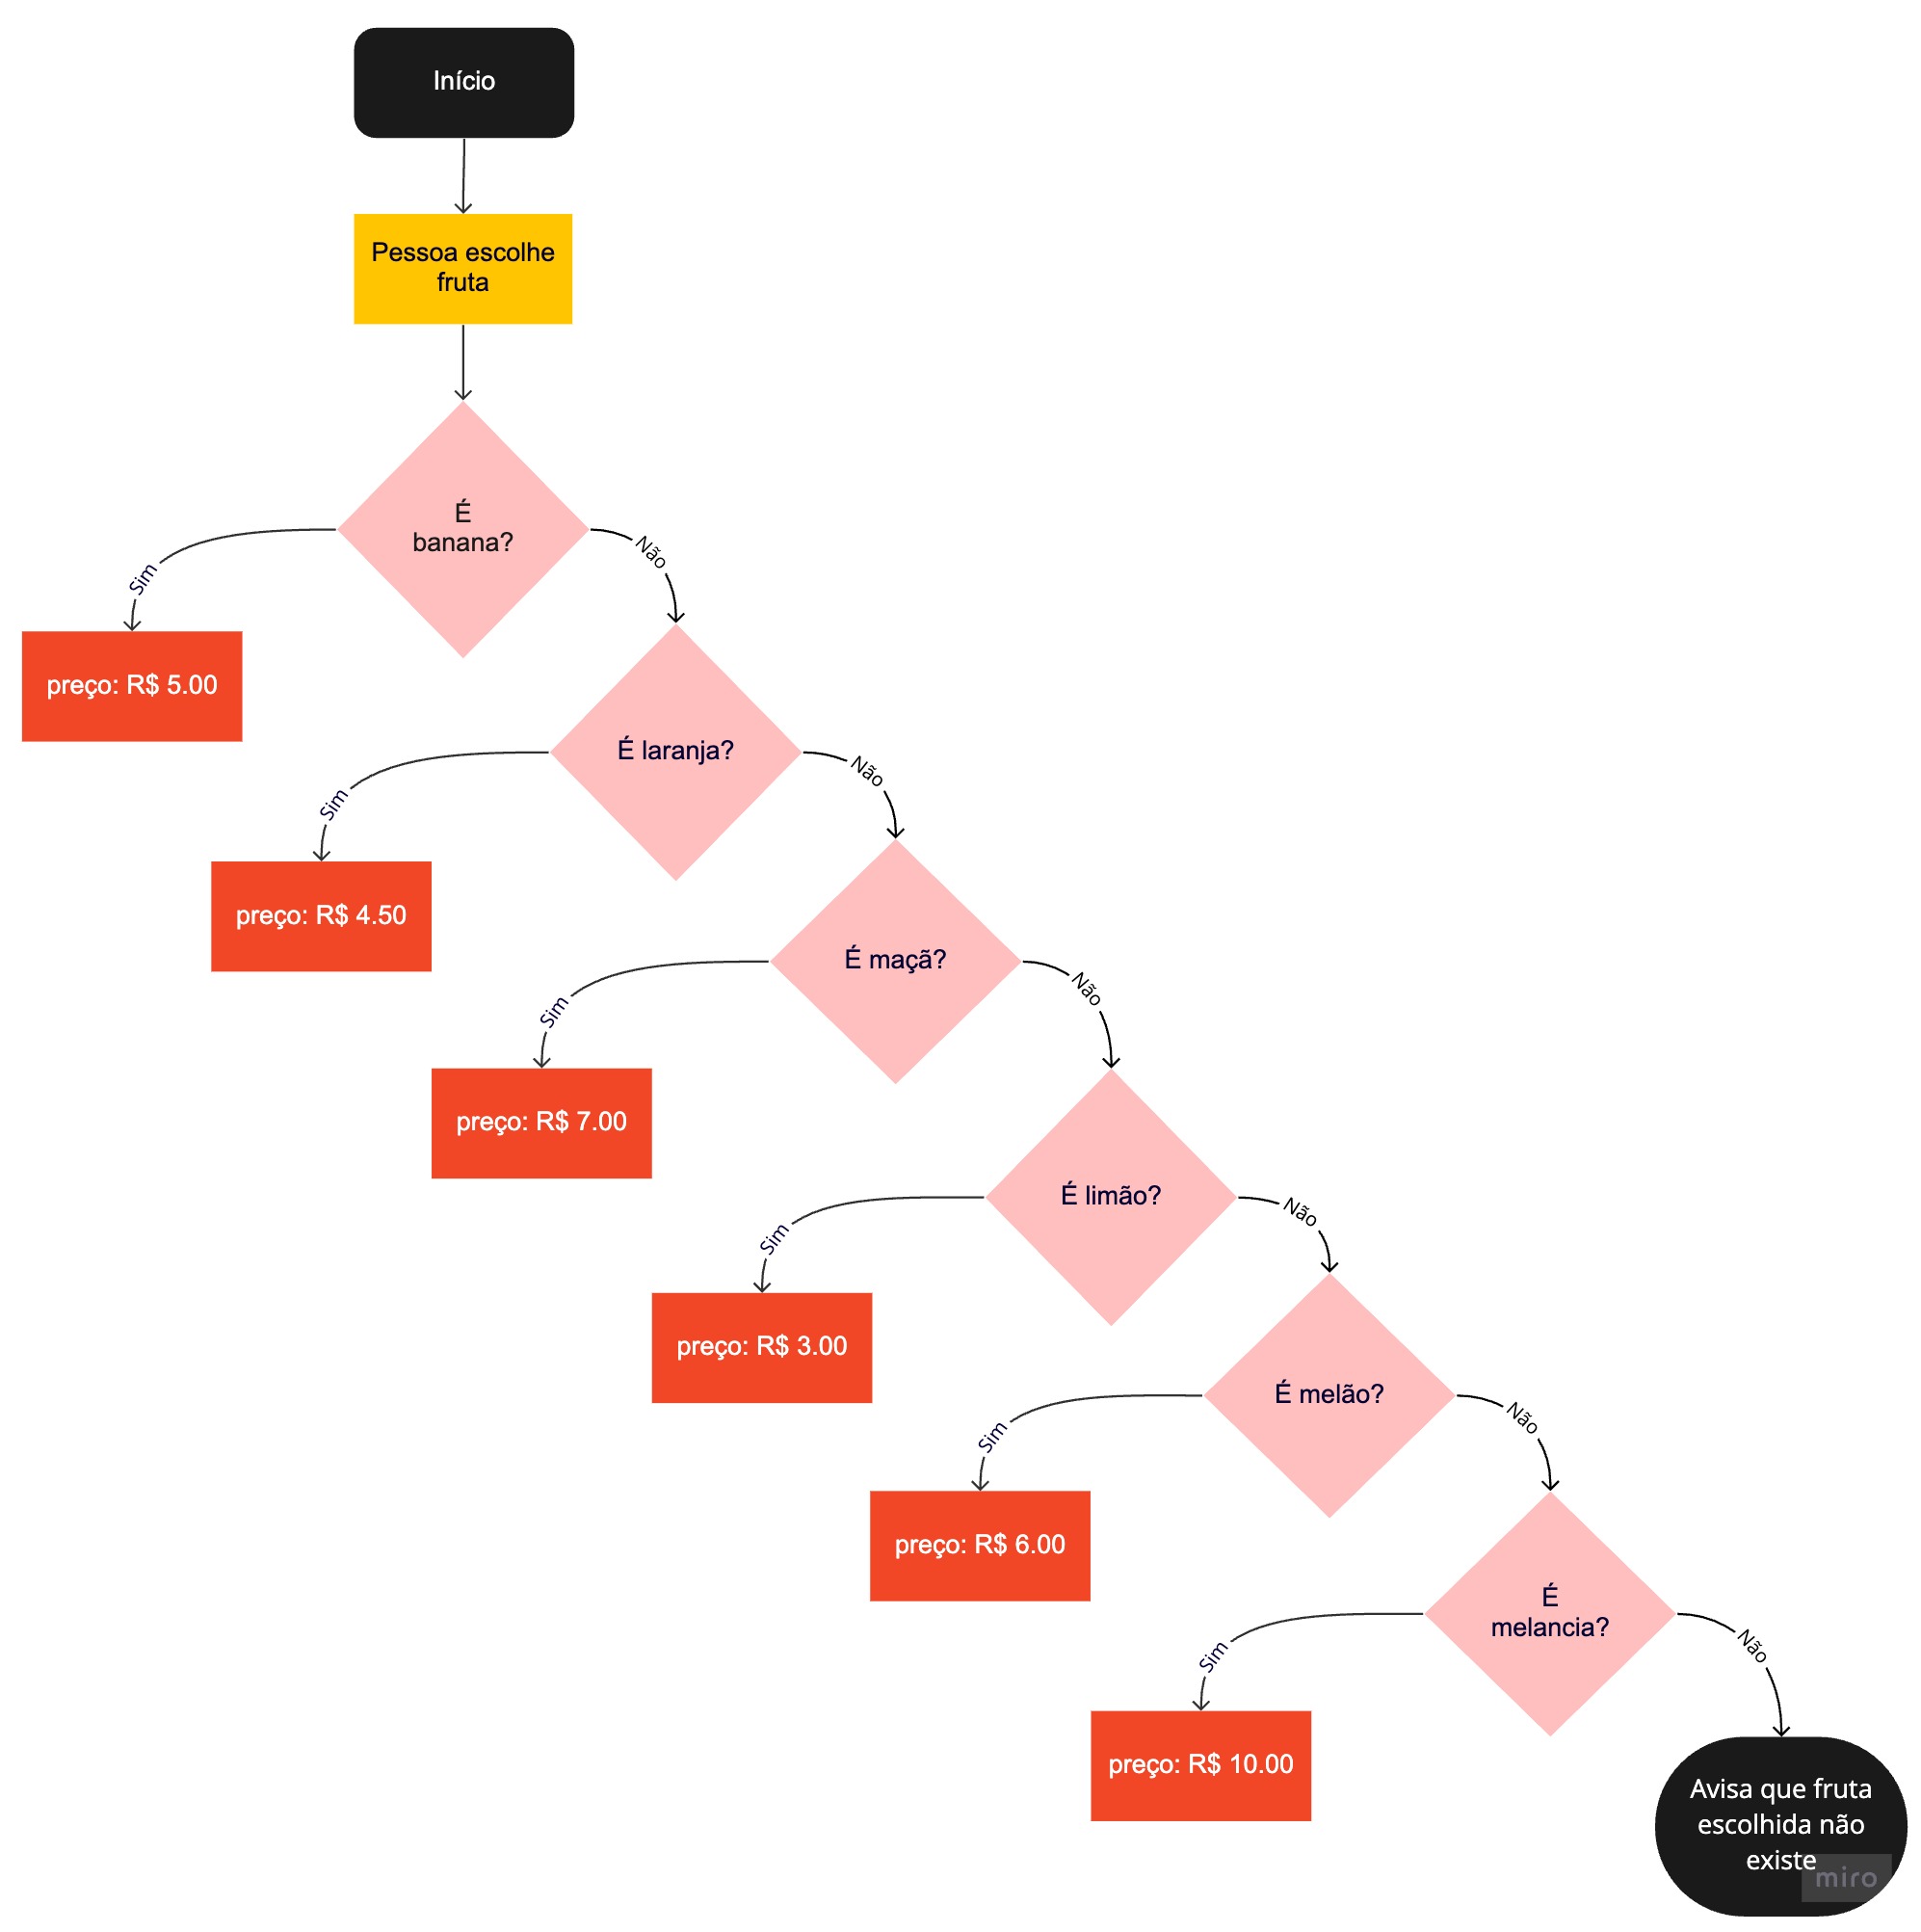 Início
Pessoa escolhe
fruta
É
banana?
Sim
Não
preço: R$ 5.00
É laranja?
Sim
Não
preço: R$ 4.50
É maçã?
Sim
Não
preço: R$ 7.00
É limão?
Sim
Não
preço: R$ 3.00
É melão?
Sim
Não
preço: R$ 6.00
É
melancia?
Sim
Não
preço: R$ 10.00
Avisa que fruta
escolhida não
existe
miro